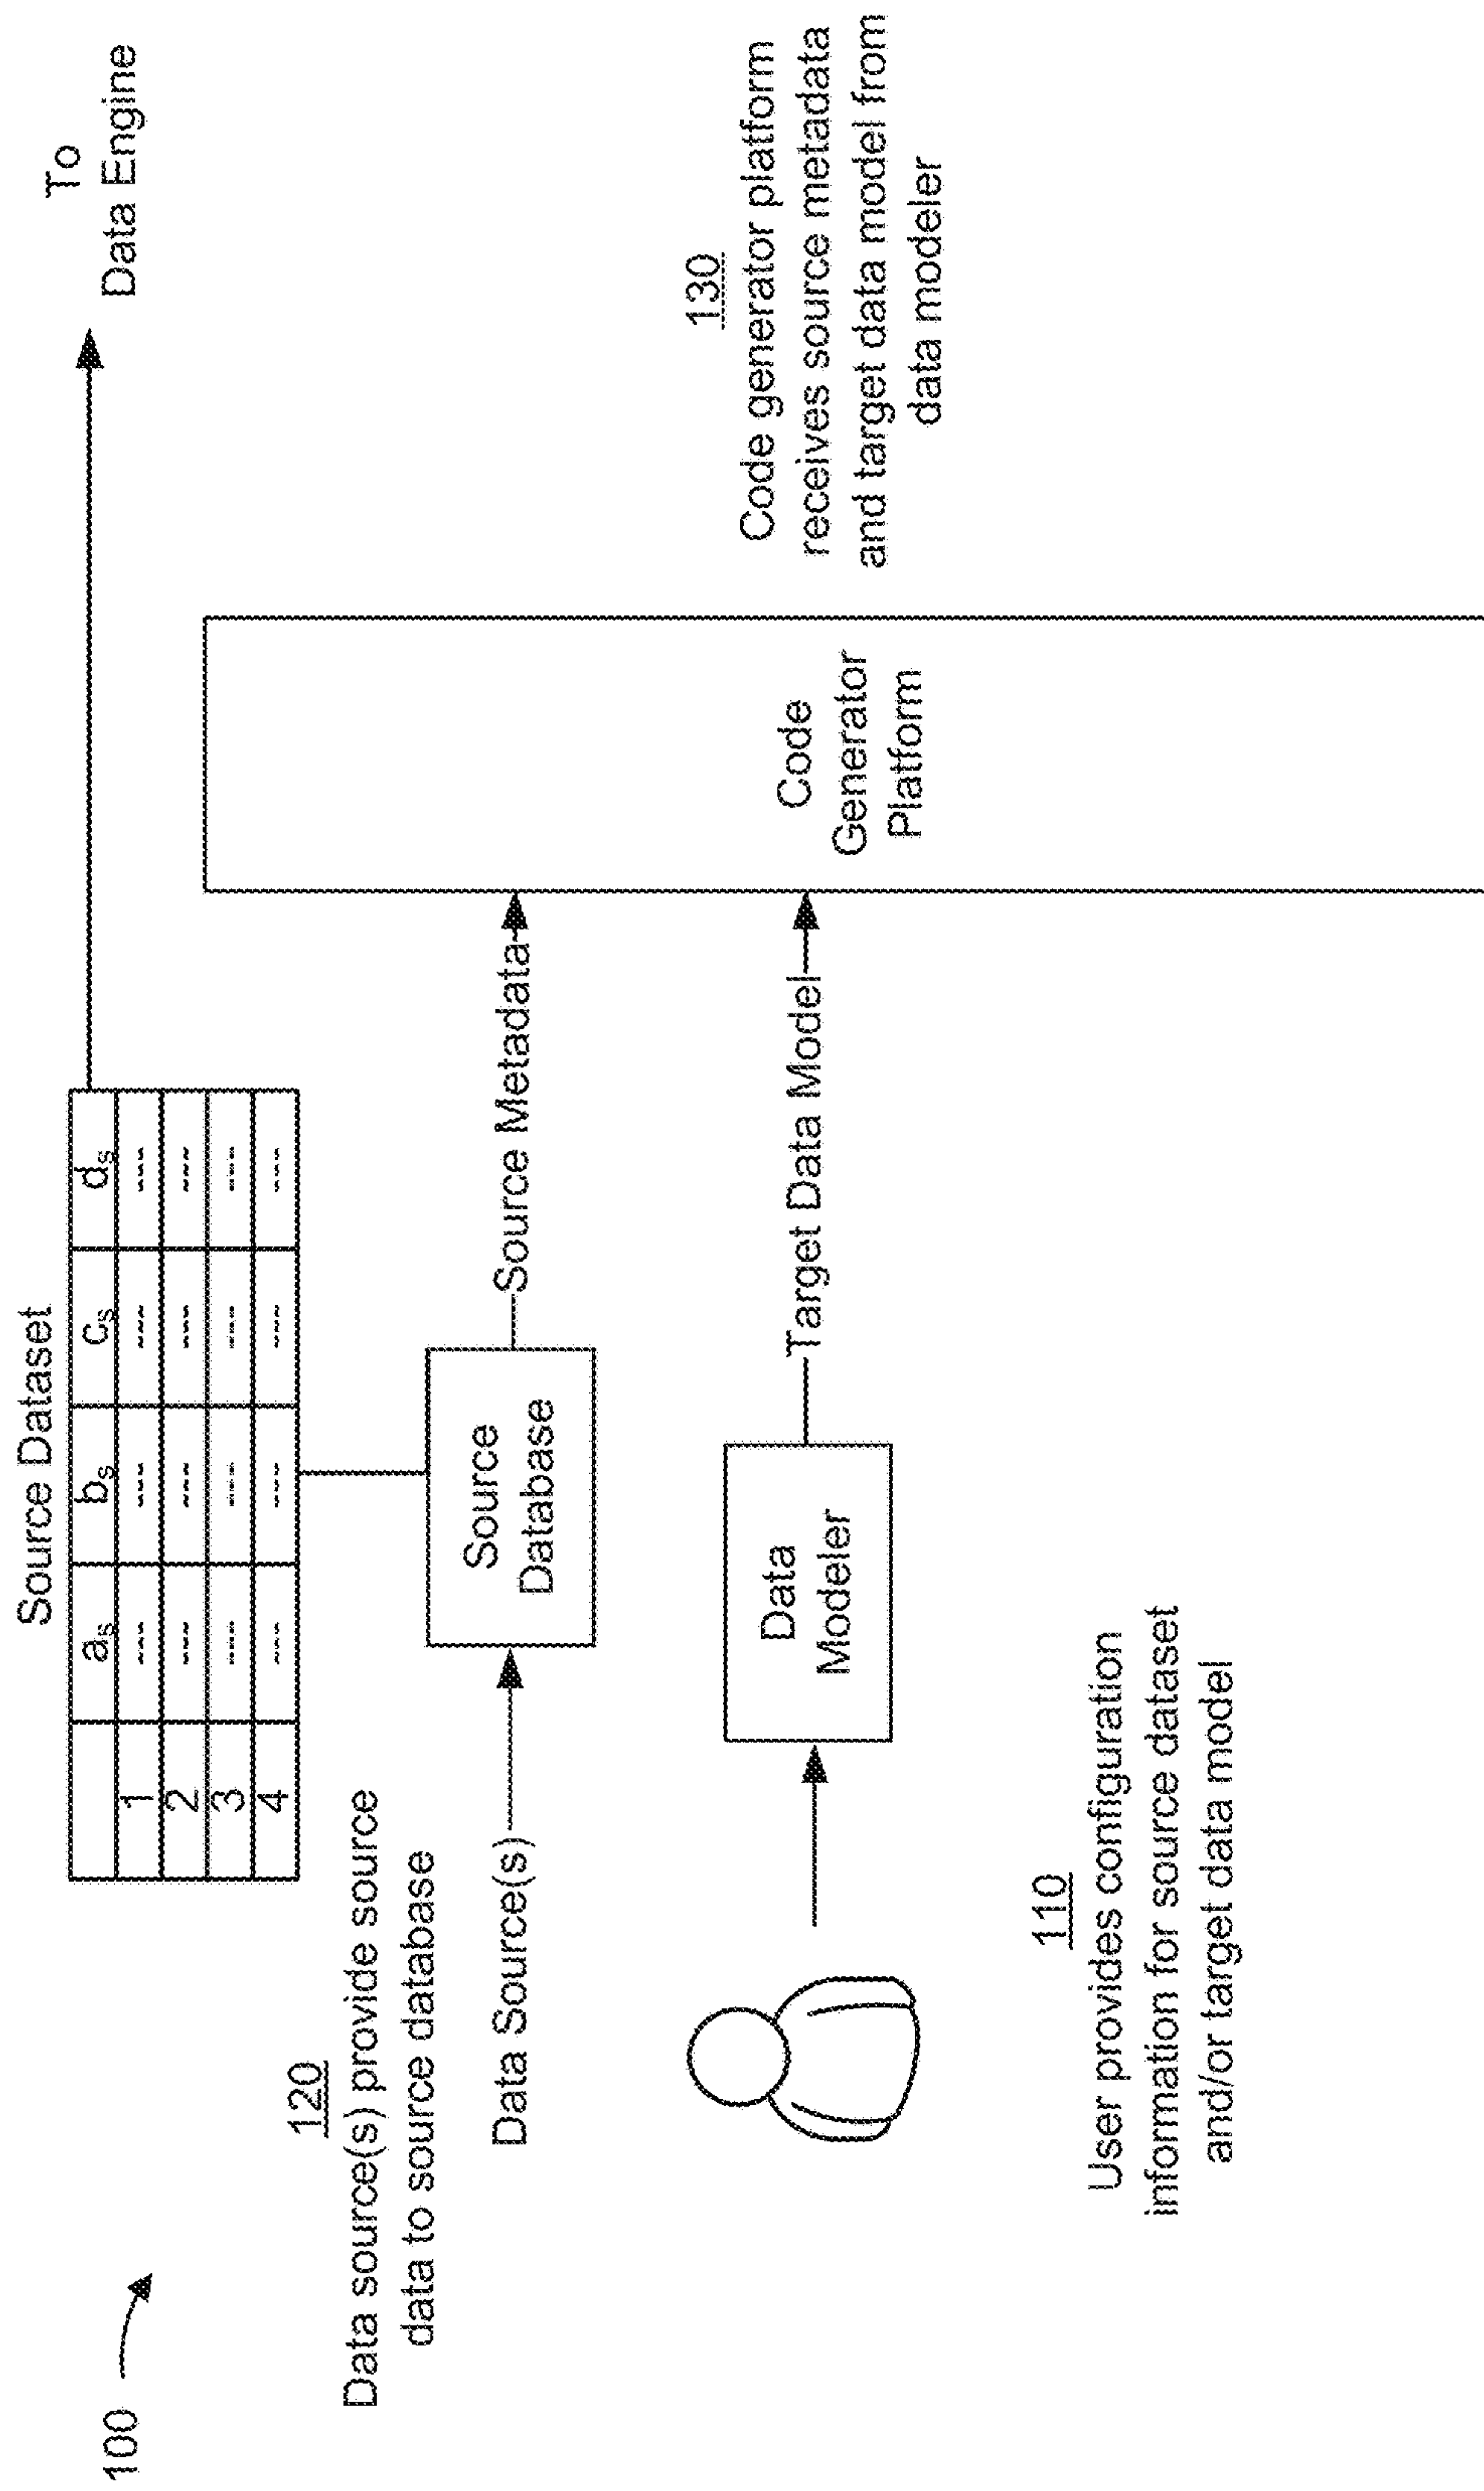 100
Source Dataset
a_s b_s c_s d_s
1 --- --- --- ---
2 --- --- --- ---
3 --- --- --- ---
4 --- --- --- ---
To
Data Engine
120
Data source(s) provide source
data to source database
Data Source(s)
Source
Database
Source Metadata
Data
Modeler
Target Data Model
Code
Generator
Platform
130
Code generator platform
receives source metadata
and target data model from
data modeler
110
User provides configuration
information for source dataset
and/or target data model